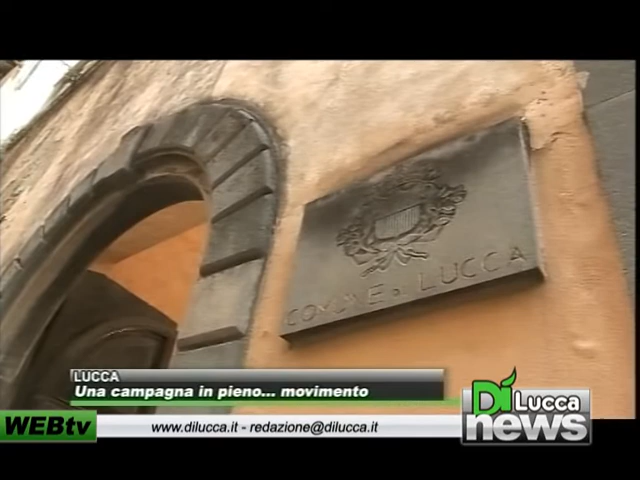 COMUNE DI LUCCA
LUCCA
Una campagna in pieno... movimento
WEBtv
www.dilucca.it - redazione@dilucca.it
Di Lucca
news